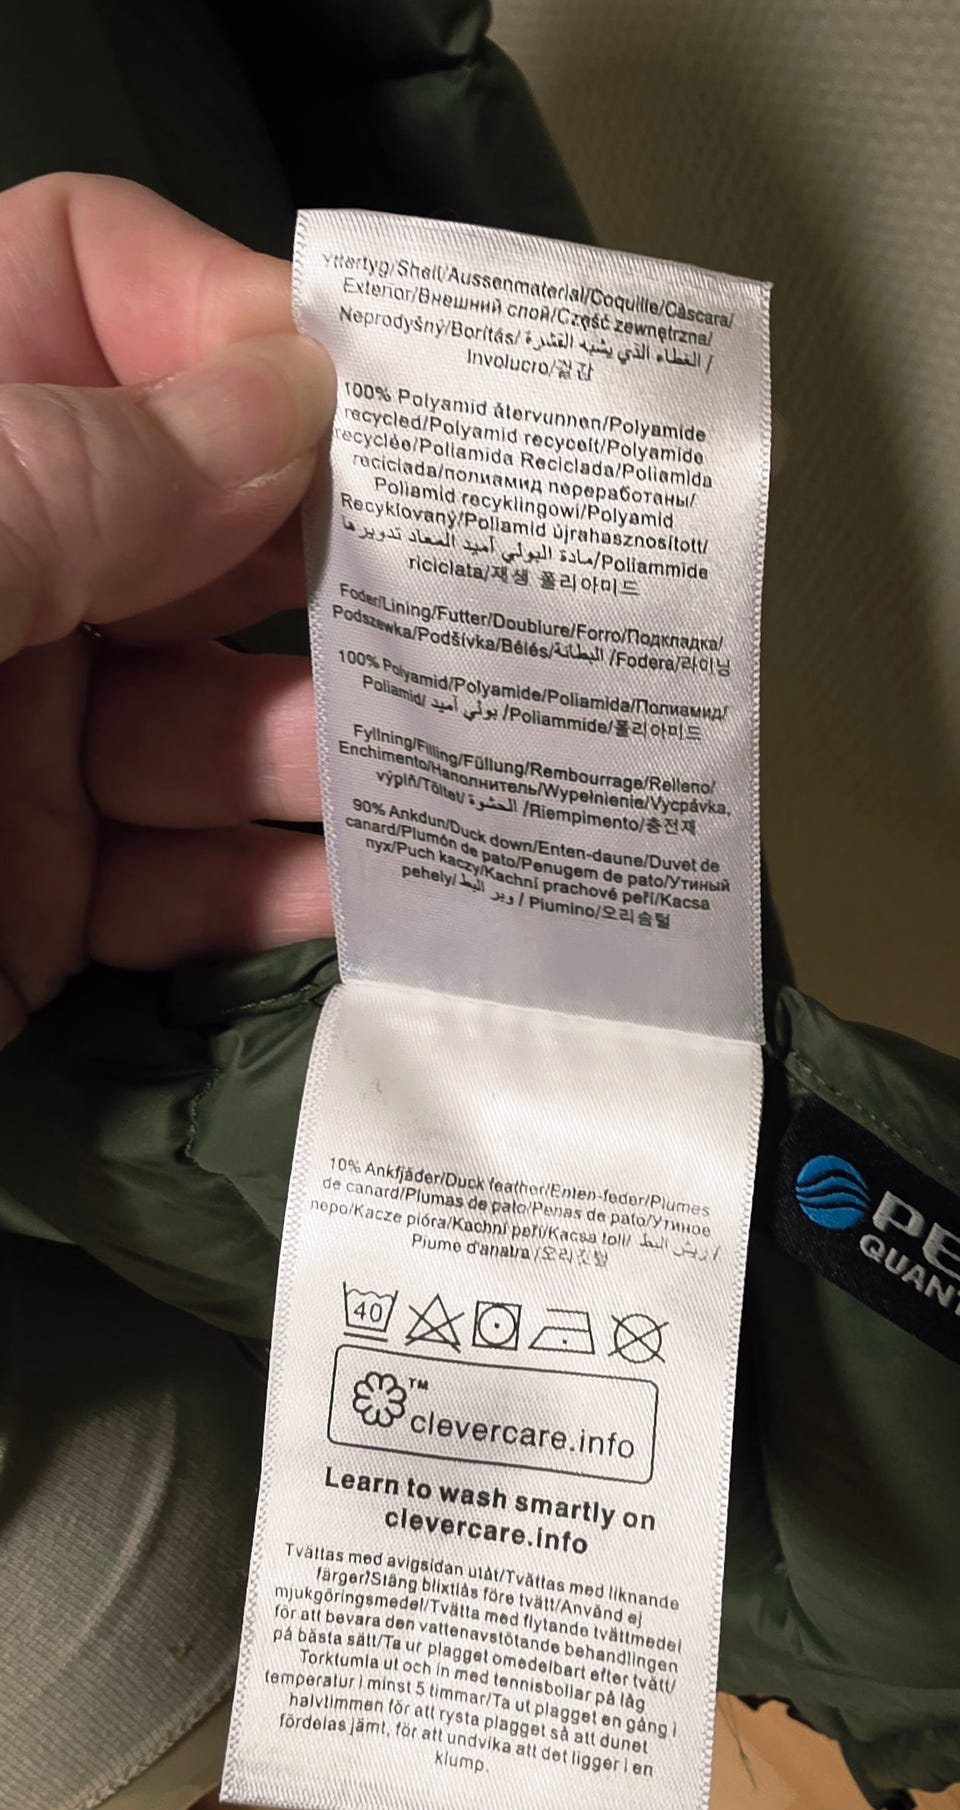 Yttertyg/Shell/Aussenmaterial/Coquille/Càscara/
Exterior/Внешний слой/Część zewnętrzna/
Neprodyšný/Borítás/ الغطاء الذي يشبه القشرة /
Involucro/겉감
100% Polyamid återvunnen/Polyamide
recycled/Polyamid recycelt/Polyamide
recyclée/Poliamida Reciclada/Poliamida
reciclada/полиамид переработаны/
Poliamid recyklingowi/Polyamid
Recyklovaný/Poliamid újrahasznosított/
مادة البولي أميد المعاد تدويرها/Poliammide
riciclata/재생 폴리아미드
Foder/Lining/Futter/Doublure/Forro/Подкладка/
Podszewka/Podšívka/Bélés/البطانة /Fodera/라이닝
100% Polyamid/Polyamide/Poliamida/Полиамид/
Poliamid/ بولي أميد /Poliammide/폴리아미드
Fyllning/Filling/Füllung/Rembourrage/Relleno/
Enchimento/Наполнитель/Wypełnienie/Vycpávka,
výplň/Töltet/ الحشوة /Riempimento/충전재
90% Ankdun/Duck down/Enten-daune/Duvet de
canard/Plumón de pato/Penugem de pato/Утиный
пух/Puch kaczy/Kachní prachové peří/Kacsa
pehely/ وبر البط / Piumino/오리솜털
10% Ankfjäder/Duck feather/Enten-feder/Plumes
de canard/Plumas de pato/Penas de pato/Утиное
перо/Kacze pióra/Kachní peří/Kacsa toll/ ريش البط /
Piume d'anatra /오리깃털
40
™
clevercare.info
Learn to wash smartly on
clevercare.info
Tvättas med avigsidan utåt/Tvättas med liknande
färger/Stäng blixtlås före tvätt/Använd ej
mjukgöringsmedel/Tvätta med flytande tvättmedel
för att bevara den vattenavstötande behandlingen
på bästa sätt/Ta ur plagget omedelbart efter tvätt/
Torktumla ut och in med tennisbollar på låg
temperatur i minst 5 timmar/Ta ut plagget en gång i
halvtimmen för att rysta plagget så att dunet
fördelas jämt, för att undvika att det ligger i en
klump.
PE
QUANT